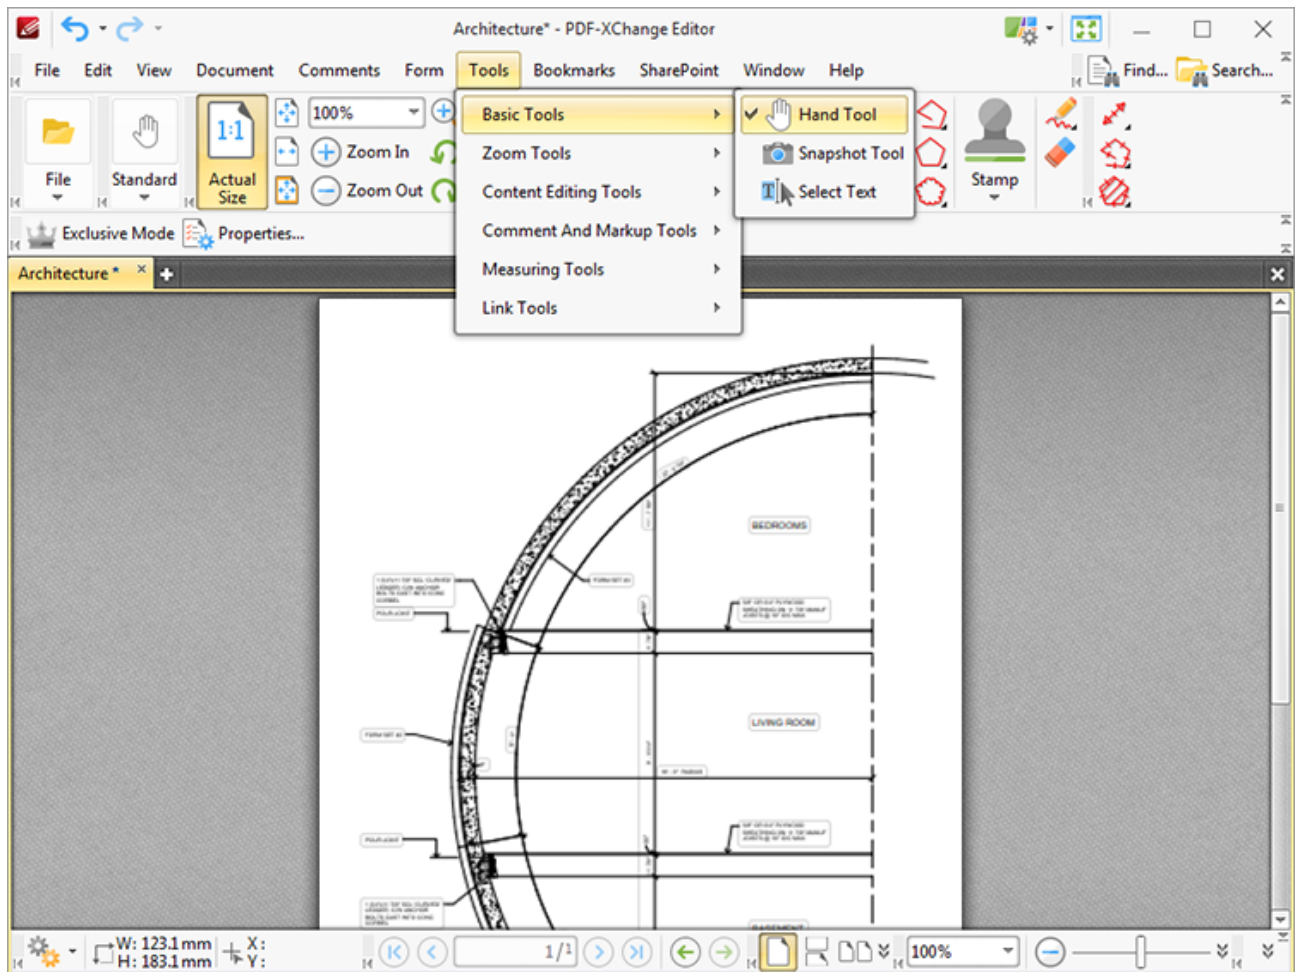 Architecture* - PDF-XChange Editor
File Edit View Document Comments Form Tools Bookmarks SharePoint Window Help Find... Search...
File
Standard
Actual Size
100%
Zoom In
Zoom Out
Stamp
Basic Tools
Zoom Tools
Content Editing Tools
Comment And Markup Tools
Measuring Tools
Link Tools
Hand Tool
Snapshot Tool
Select Text
Exclusive Mode Properties...
Architecture *
BEDROOMS
LIVING ROOM
BASEMENT
W: 123.1 mm
H: 183.1 mm
X:
Y:
1/1
100%